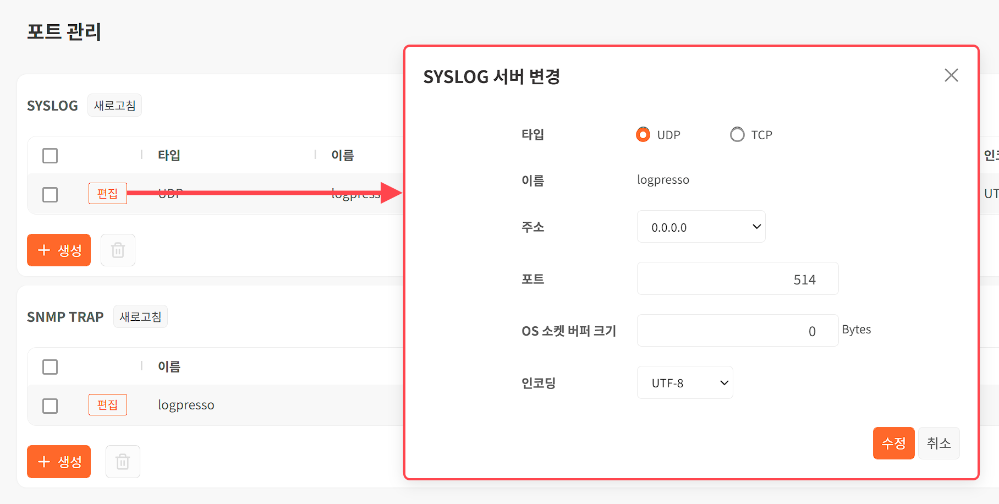 포트 관리
SYSLOG 새로고침
타입 이름
편집 UDP logpress
+ 생성
SNMP TRAP 새로고침
이름
편집 logpresso
+ 생성
SYSLOG 서버 변경
타입 UDP TCP
이름 logpresso
주소 0.0.0.0
포트 514
OS 소켓 버퍼 크기 0 Bytes
인코딩 UTF-8
수정 취소
인코
UT